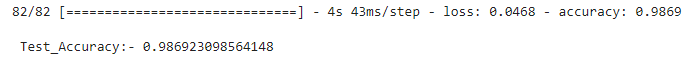 82/82 [==============================] - 4s 43ms/step - loss: 0.0468 - accuracy: 0.9869
Test_Accuracy:- 0.986923098564148